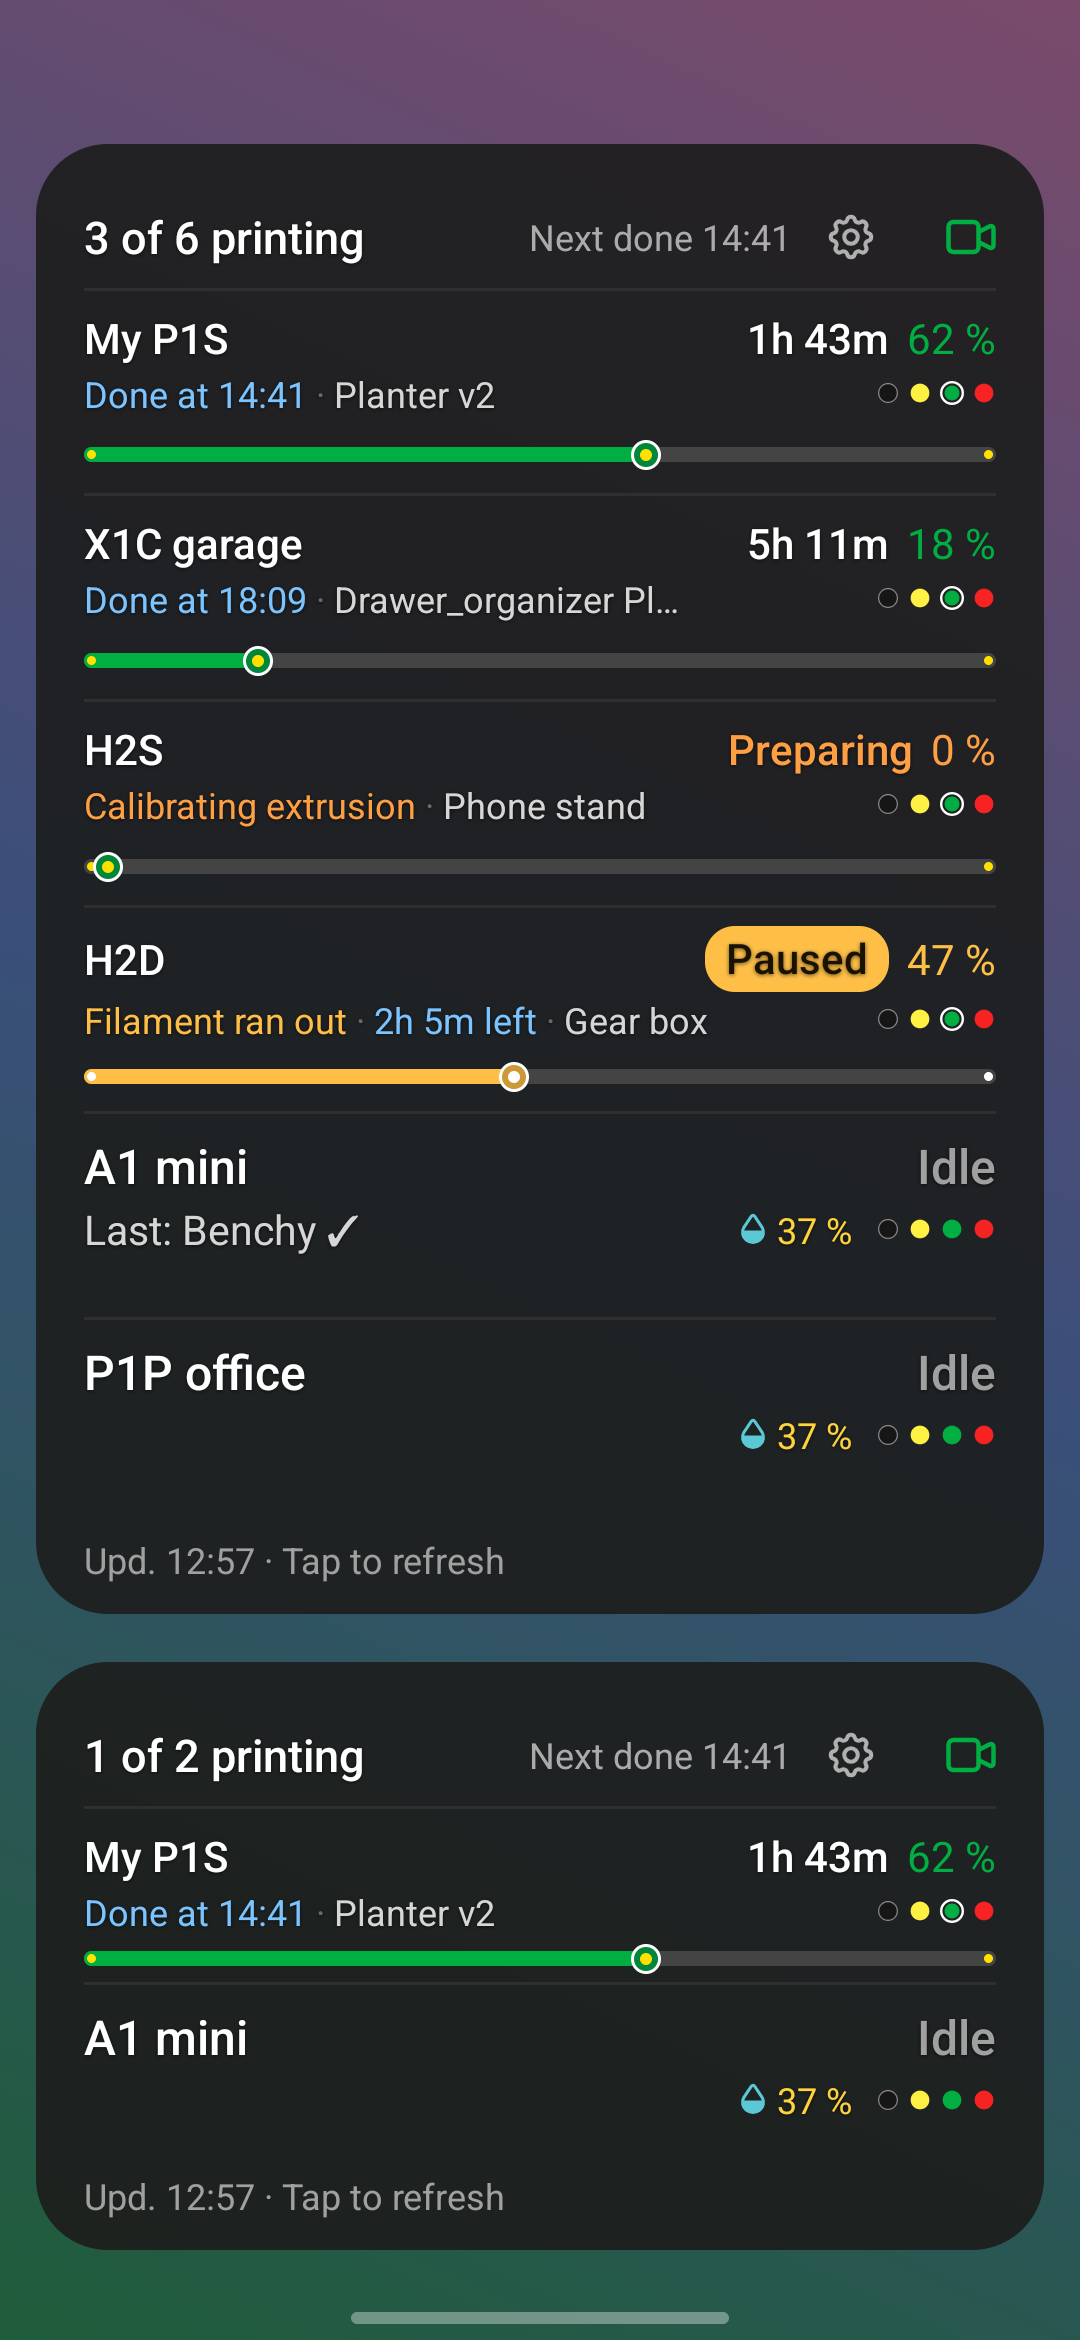 3 of 6 printing Next done 14:41
My P1S 1h 43m 62 %
Done at 14:41 · Planter v2
X1C garage 5h 11m 18 %
Done at 18:09 · Drawer_organizer Pl…
H2S Preparing 0 %
Calibrating extrusion · Phone stand
H2D Paused 47 %
Filament ran out · 2h 5m left · Gear box
A1 mini Idle
Last: Benchy ✓ 37 %
P1P office Idle
37 %
Upd. 12:57 · Tap to refresh
1 of 2 printing Next done 14:41
My P1S 1h 43m 62 %
Done at 14:41 · Planter v2
A1 mini Idle
37 %
Upd. 12:57 · Tap to refresh